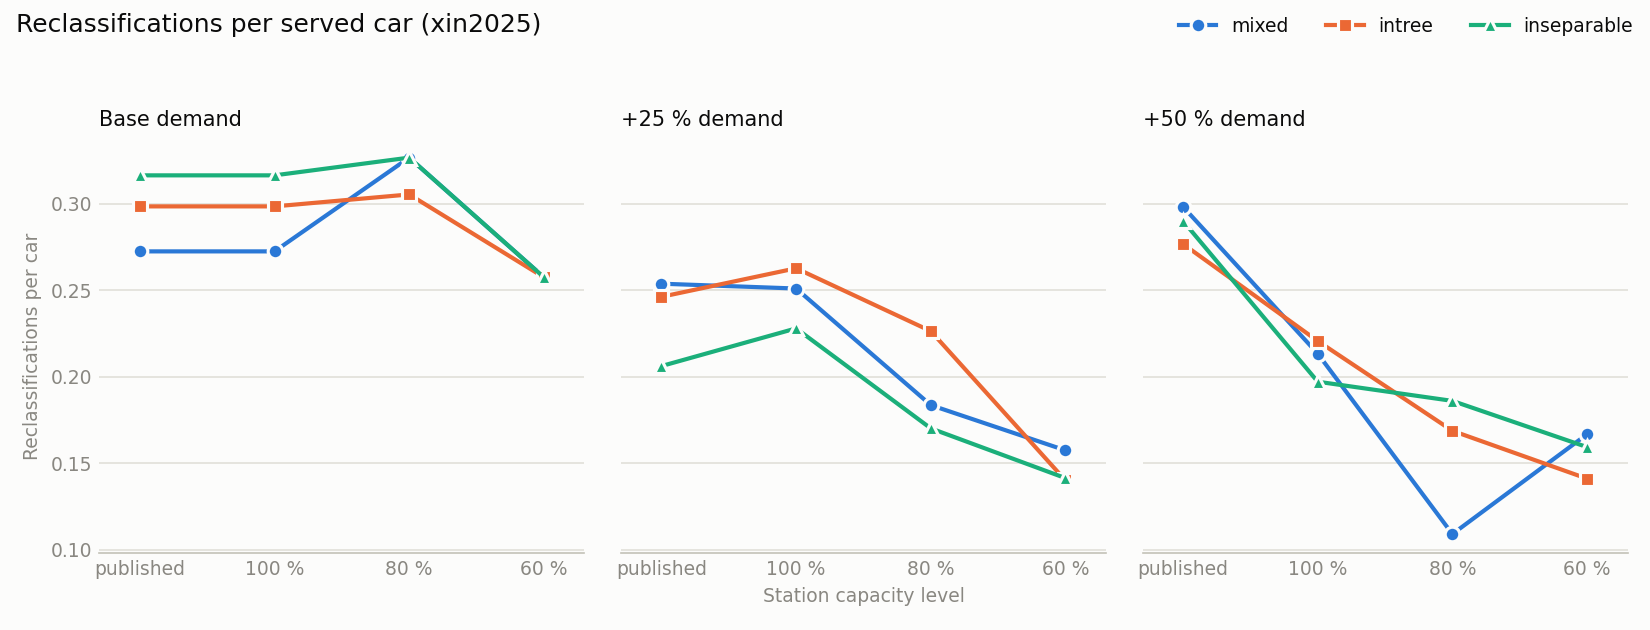 Reclassifications per served car (xin2025)
mixed
intree
inseparable
Base demand
+25 % demand
+50 % demand
Reclassifications per car
0.30
0.25
0.20
0.15
0.10
published 100 % 80 % 60 %
published 100 % 80 % 60 %
published 100 % 80 % 60 %
Station capacity level